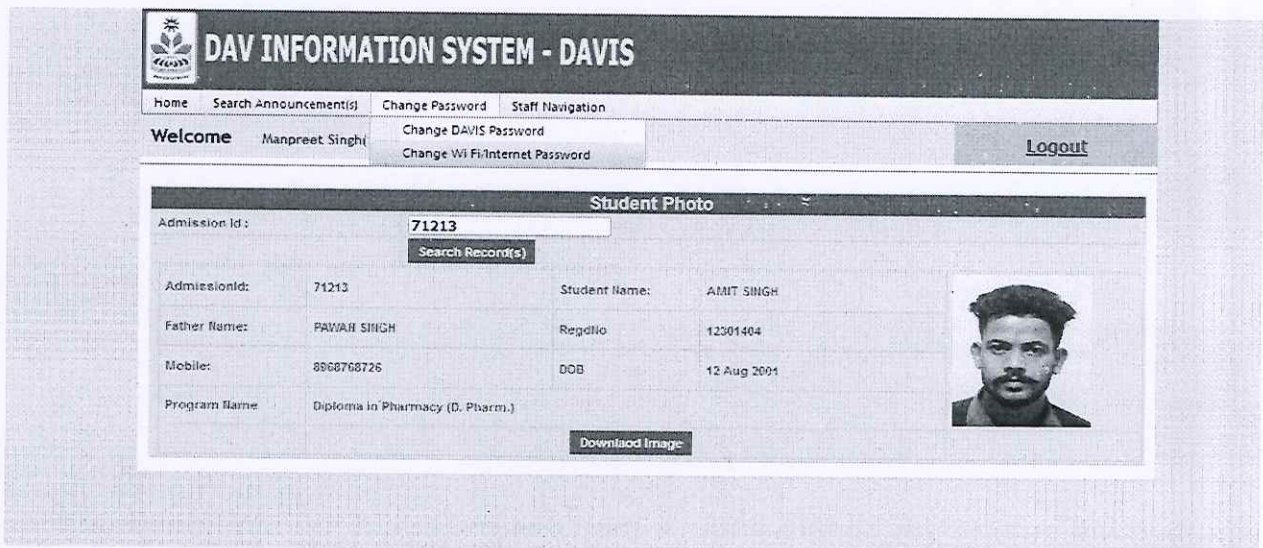 DAV INFORMATION SYSTEM - DAVIS
Home Search Announcement(s) Change Password Staff Navigation
Welcome Manpreet Singh(
Change DAVIS Password
Change Wi Fi/Internet Password
Logout
Student Photo
Admission Id : 71213
Search Record(s)
AdmissionId: 71213 Student Name: AMIT SINGH
Father Name: PAWAN SINGH RegdNo 12301404
Mobile: 8968768726 DOB 12 Aug 2001
Program Name Diploma in Pharmacy (D. Pharm.)
Downlaod Image